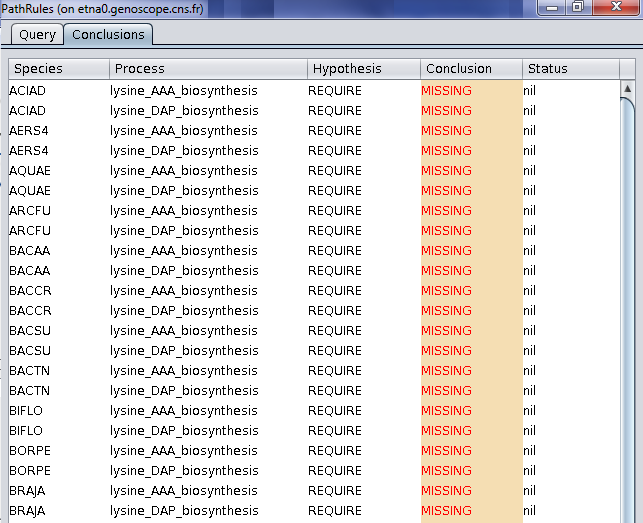 PathRules (on etna0.genoscope.cns.fr)
Query Conclusions
Species Process Hypothesis Conclusion Status
ACIAD lysine_AAA_biosynthesis REQUIRE MISSING nil
ACIAD lysine_DAP_biosynthesis REQUIRE MISSING nil
AERS4 lysine_AAA_biosynthesis REQUIRE MISSING nil
AERS4 lysine_DAP_biosynthesis REQUIRE MISSING nil
AQUAE lysine_AAA_biosynthesis REQUIRE MISSING nil
AQUAE lysine_DAP_biosynthesis REQUIRE MISSING nil
ARCFU lysine_AAA_biosynthesis REQUIRE MISSING nil
ARCFU lysine_DAP_biosynthesis REQUIRE MISSING nil
BACAA lysine_AAA_biosynthesis REQUIRE MISSING nil
BACAA lysine_DAP_biosynthesis REQUIRE MISSING nil
BACCR lysine_AAA_biosynthesis REQUIRE MISSING nil
BACCR lysine_DAP_biosynthesis REQUIRE MISSING nil
BACSU lysine_AAA_biosynthesis REQUIRE MISSING nil
BACSU lysine_DAP_biosynthesis REQUIRE MISSING nil
BACTN lysine_AAA_biosynthesis REQUIRE MISSING nil
BACTN lysine_DAP_biosynthesis REQUIRE MISSING nil
BIFLO lysine_AAA_biosynthesis REQUIRE MISSING nil
BIFLO lysine_DAP_biosynthesis REQUIRE MISSING nil
BORPE lysine_AAA_biosynthesis REQUIRE MISSING nil
BORPE lysine_DAP_biosynthesis REQUIRE MISSING nil
BRAJA lysine_AAA_biosynthesis REQUIRE MISSING nil
BRAJA lysine_DAP_biosynthesis REQUIRE MISSING nil